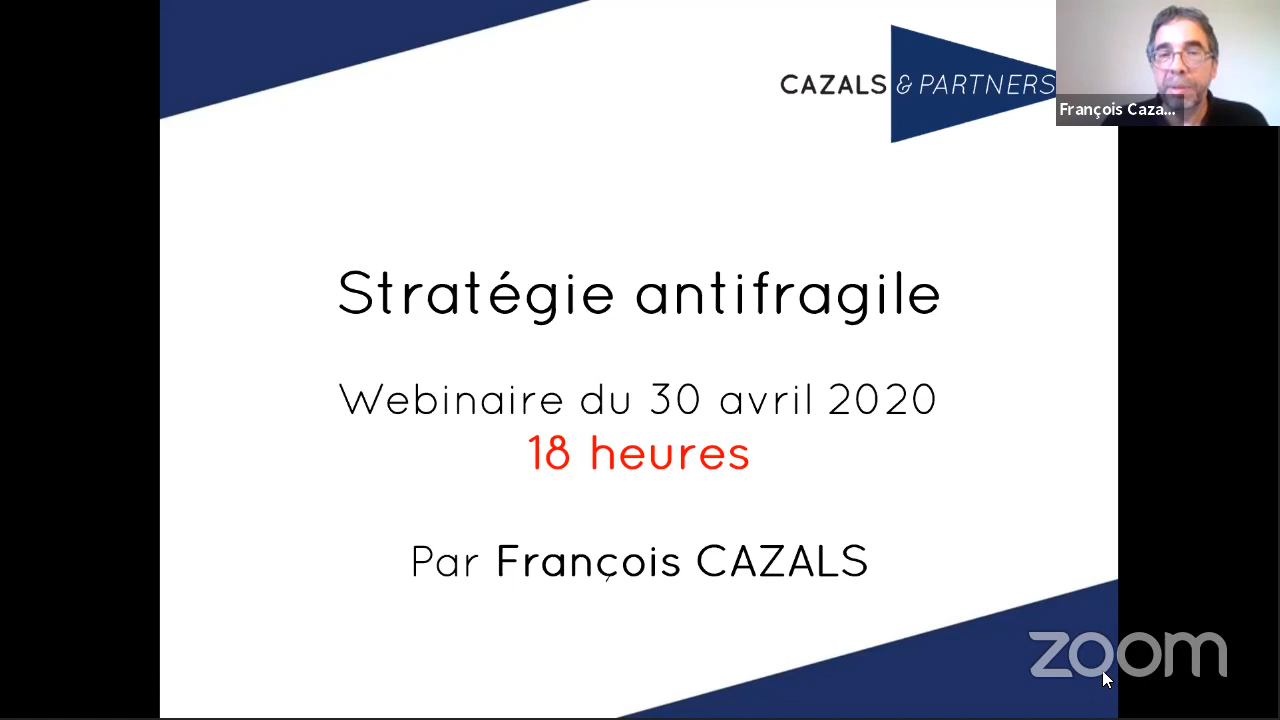 CAZALS & PARTNERS
François Caza...
Stratégie antifragile
Webinaire du 30 avril 2020
18 heures
Par François CAZALS
zoom